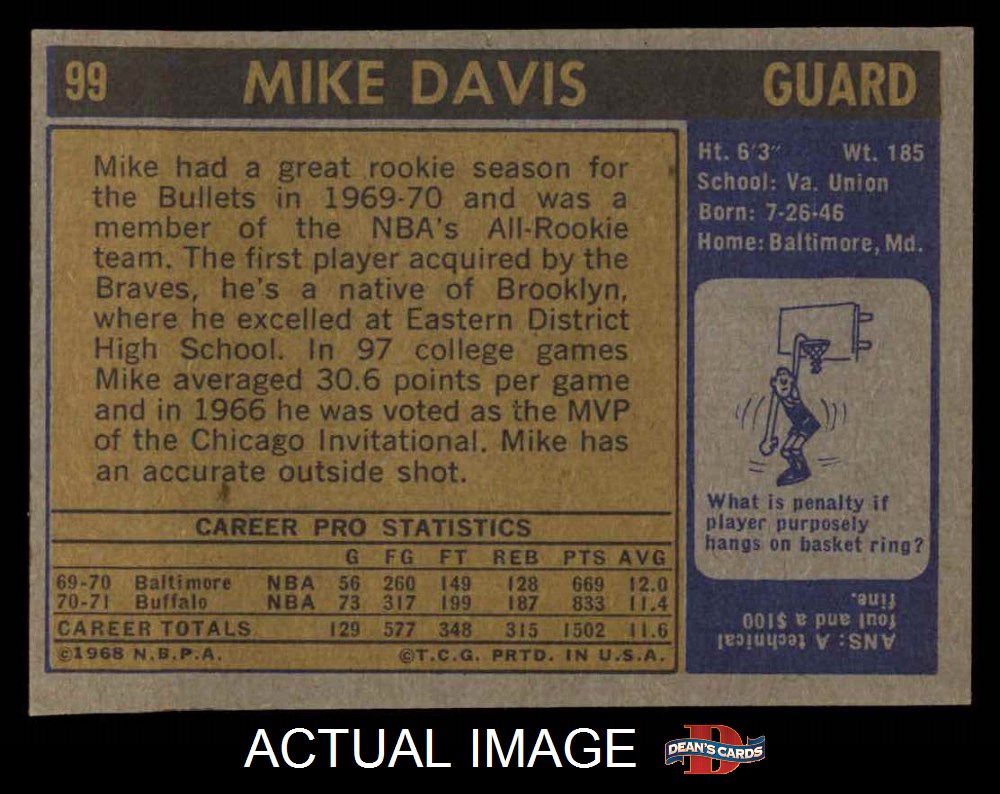 99 MIKE DAVIS GUARD
Mike had a great rookie season for
the Bullets in 1969-70 and was a
member of the NBA's All-Rookie
team. The first player acquired by the
Braves, he's a native of Brooklyn,
where he excelled at Eastern District
High School. In 97 college games
Mike averaged 30.6 points per game
and in 1966 he was voted as the MVP
of the Chicago Invitational. Mike has
an accurate outside shot.
CAREER PRO STATISTICS
G FG FT REB PTS AVG
69-70 Baltimore NBA 56 260 149 128 669 12.0
70-71 Buffalo NBA 73 317 199 187 833 11.4
CAREER TOTALS 129 577 348 315 1502 11.6
©1968 N.B.P.A. ©T.C.G. PRTD. IN U.S.A.
Ht. 6'3" Wt. 185
School: Va. Union
Born: 7-26-46
Home: Baltimore, Md.
What is penalty if
player purposely
hangs on basket ring?
ANS: A technical
foul and a $100
fine.
ACTUAL IMAGE
DEAN'S CARDS